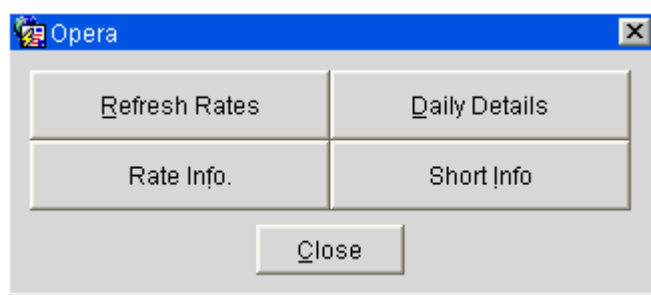 Opera
Refresh Rates
Daily Details
Rate Info.
Short Info
Close